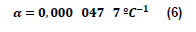 α = 0,000 047 7 ºC⁻¹ (6)